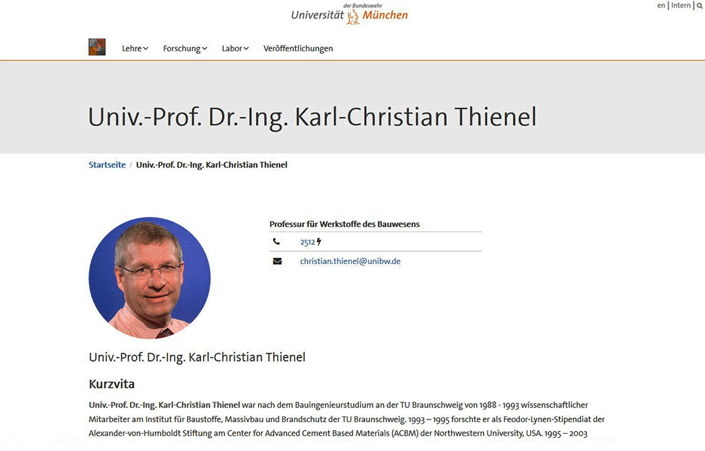 der Bundeswehr
Universität München
en | Intern |
Lehre Forschung Labor Veröffentlichungen
Univ.-Prof. Dr.-Ing. Karl-Christian Thienel
Startseite / Univ.-Prof. Dr.-Ing. Karl-Christian Thienel
Professur für Werkstoffe des Bauwesens
2512
christian.thienel@unibw.de
Univ.-Prof. Dr.-Ing. Karl-Christian Thienel
Kurzvita
Univ.-Prof. Dr.-Ing. Karl-Christian Thienel war nach dem Bauingenieurstudium an der TU Braunschweig von 1988 - 1993 wissenschaftlicher
Mitarbeiter am Institut für Baustoffe, Massivbau und Brandschutz der TU Braunschweig. 1993 – 1995 forschte er als Feodor-Lynen-Stipendiat der
Alexander-von-Humboldt Stiftung am Center for Advanced Cement Based Materials (ACBM) der Northwestern University, USA. 1995 – 2003